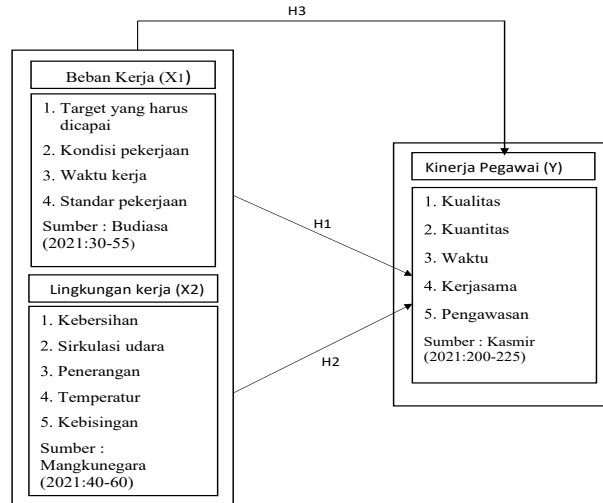 H3
Beban Kerja (X1)
1. Target yang harus
dicapai
2. Kondisi pekerjaan
3. Waktu kerja
4. Standar pekerjaan
Sumber : Budiasa
(2021:30-55)
H1
Lingkungan kerja (X2)
1. Kebersihan
2. Sirkulasi udara
3. Penerangan
4. Temperatur
5. Kebisingan
Sumber :
Mangkunegara
(2021:40-60)
H2
Kinerja Pegawai (Y)
1. Kualitas
2. Kuantitas
3. Waktu
4. Kerjasama
5. Pengawasan
Sumber : Kasmir
(2021:200-225)